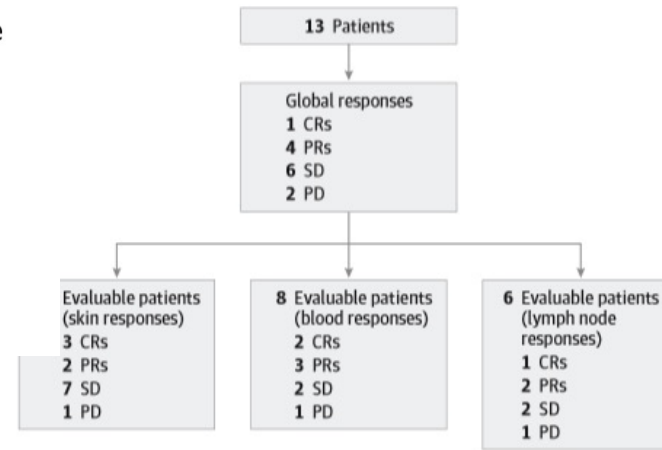 e
13 Patients
Global responses
1 CRs
4 PRs
6 SD
2 PD
Evaluable patients
(skin responses)
3 CRs
2 PRs
7 SD
1 PD
8 Evaluable patients
(blood responses)
2 CRs
3 PRs
2 SD
1 PD
6 Evaluable patients
(lymph node
responses)
1 CRs
2 PRs
2 SD
1 PD